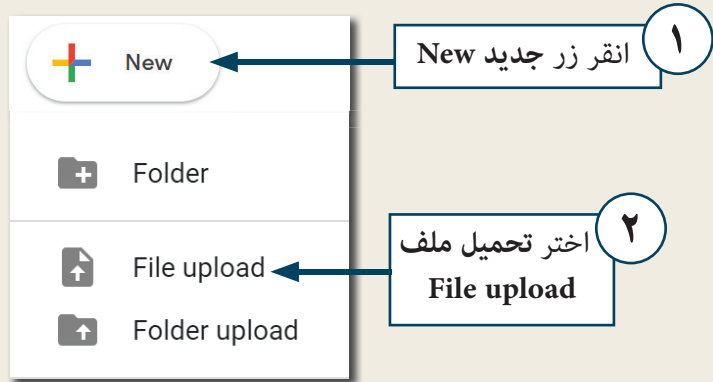 New
انقر زر جديد New
١
Folder
File upload
اختر تحميل ملف
File upload
٢
Folder upload